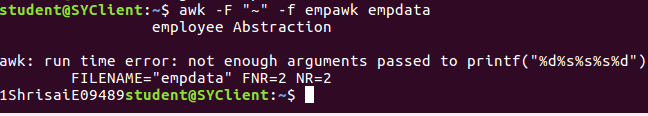 student@SYClient:~$ awk -F "~" -f empawk empdata
employee Abstraction
awk: run time error: not enough arguments passed to printf("%d%s%s%s%d")
FILENAME="empdata" FNR=2 NR=2
1ShrisaiE09489student@SYClient:~$